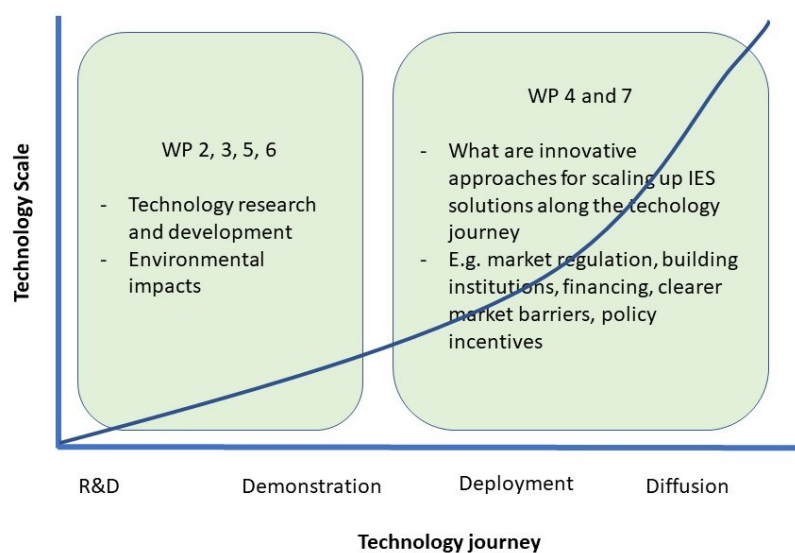 Technology Scale
WP 2, 3, 5, 6
- Technology research
and development
- Environmental
impacts
WP 4 and 7
- What are innovative
approaches for scaling up IES
solutions along the techology
journey
- E.g. market regulation, building
institutions, financing, clearer
market barriers, policy
incentives
R&D
Demonstration
Deployment
Diffusion
Technology journey